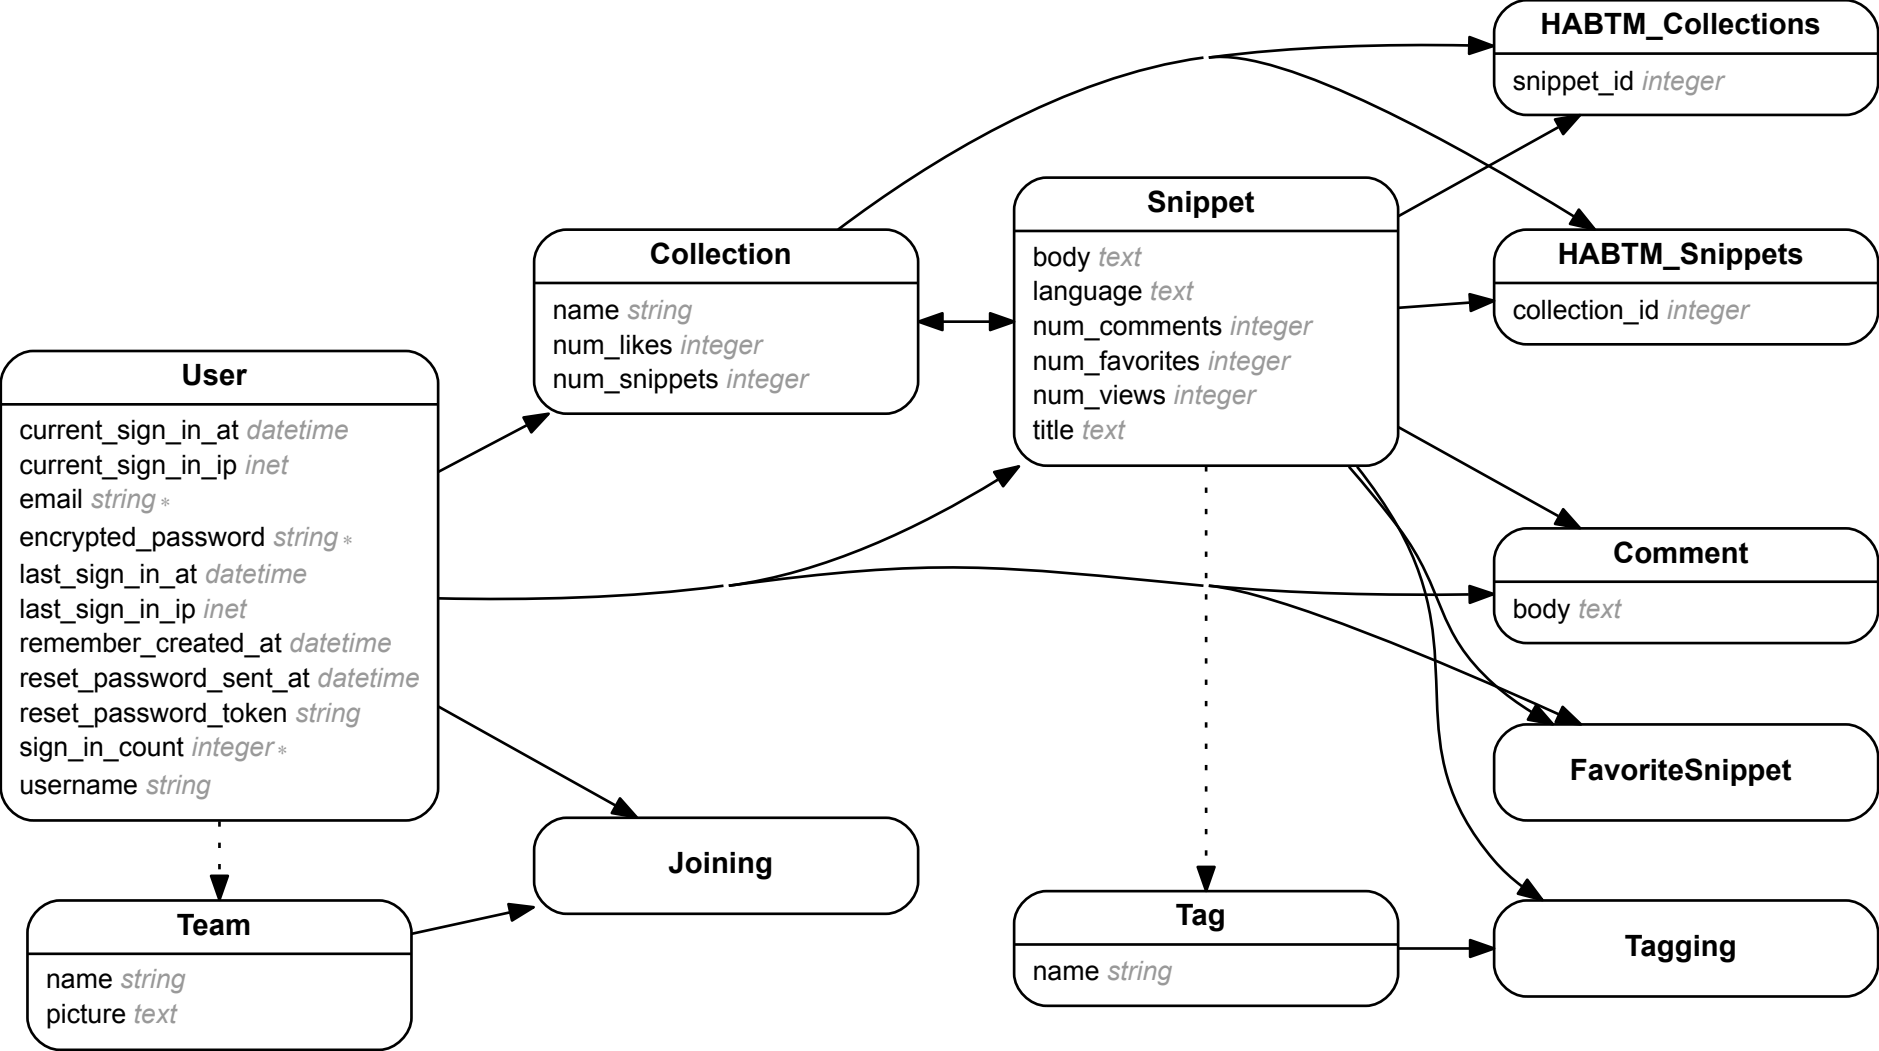 HABTM_Collections
snippet_id integer
Snippet
body text
language text
num_comments integer
num_favorites integer
num_views integer
title text
Collection
name string
num_likes integer
num_snippets integer
HABTM_Snippets
collection_id integer
User
current_sign_in_at datetime
current_sign_in_ip inet
email string *
encrypted_password string *
last_sign_in_at datetime
last_sign_in_ip inet
remember_created_at datetime
reset_password_sent_at datetime
reset_password_token string
sign_in_count integer *
username string
Comment
body text
FavoriteSnippet
Joining
Team
name string
picture text
Tag
name string
Tagging